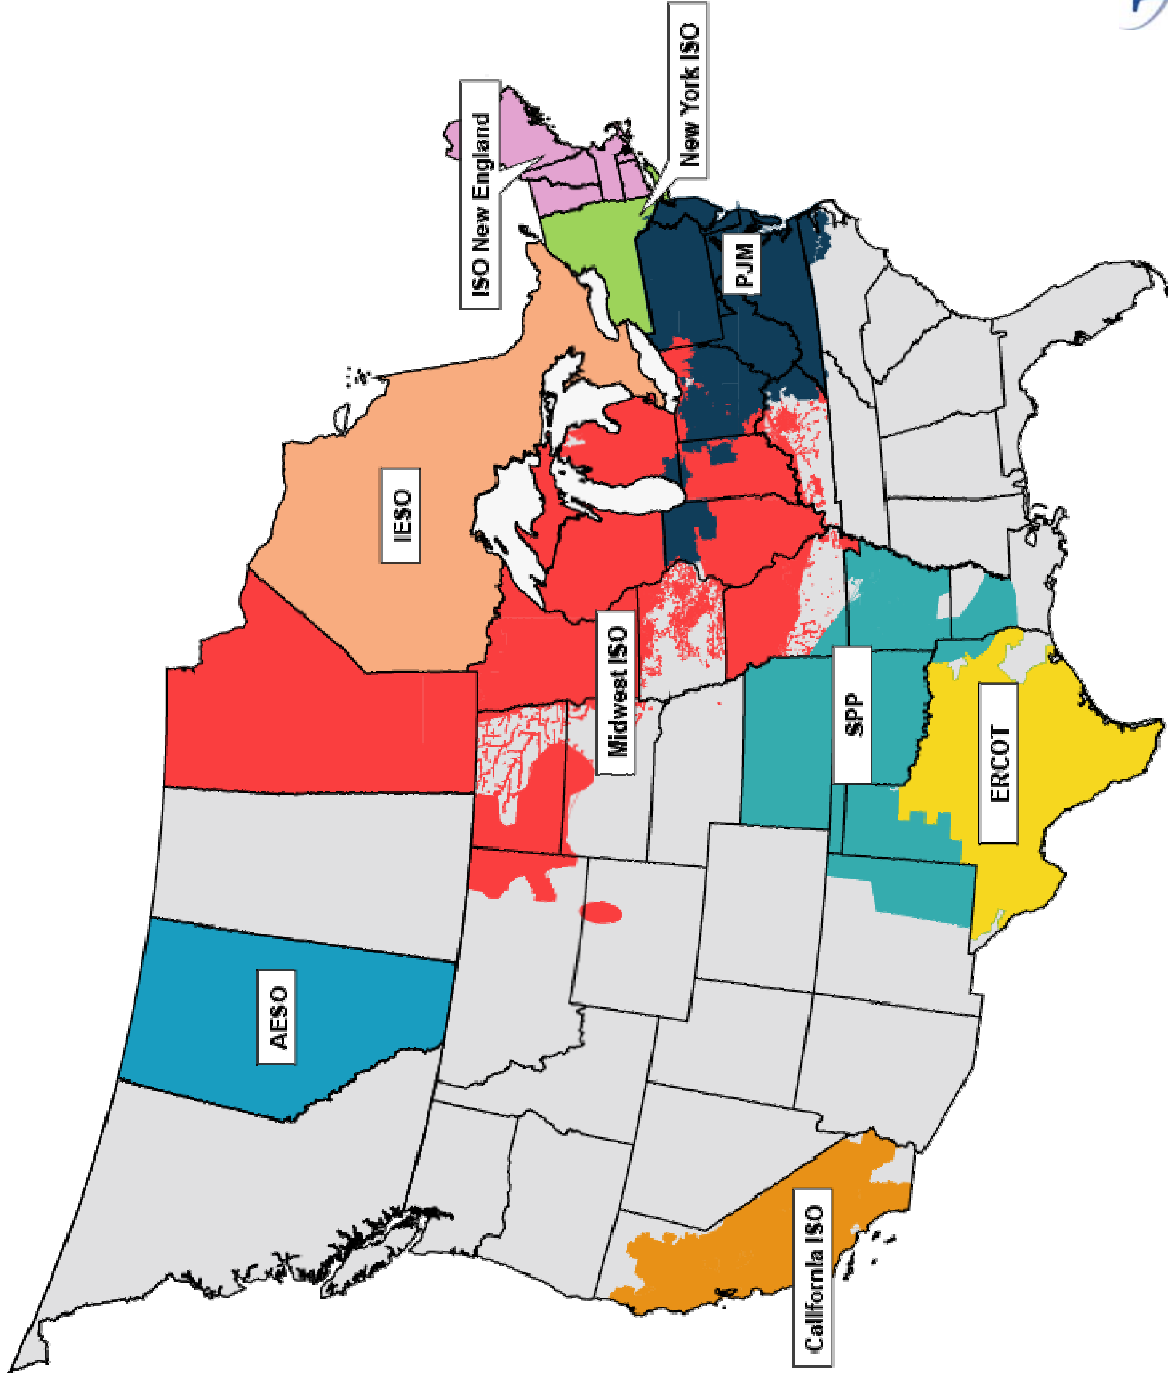 AESO
IESO
ISO New England
New York ISO
Midwest ISO
PJM
SPP
California ISO
ERCOT